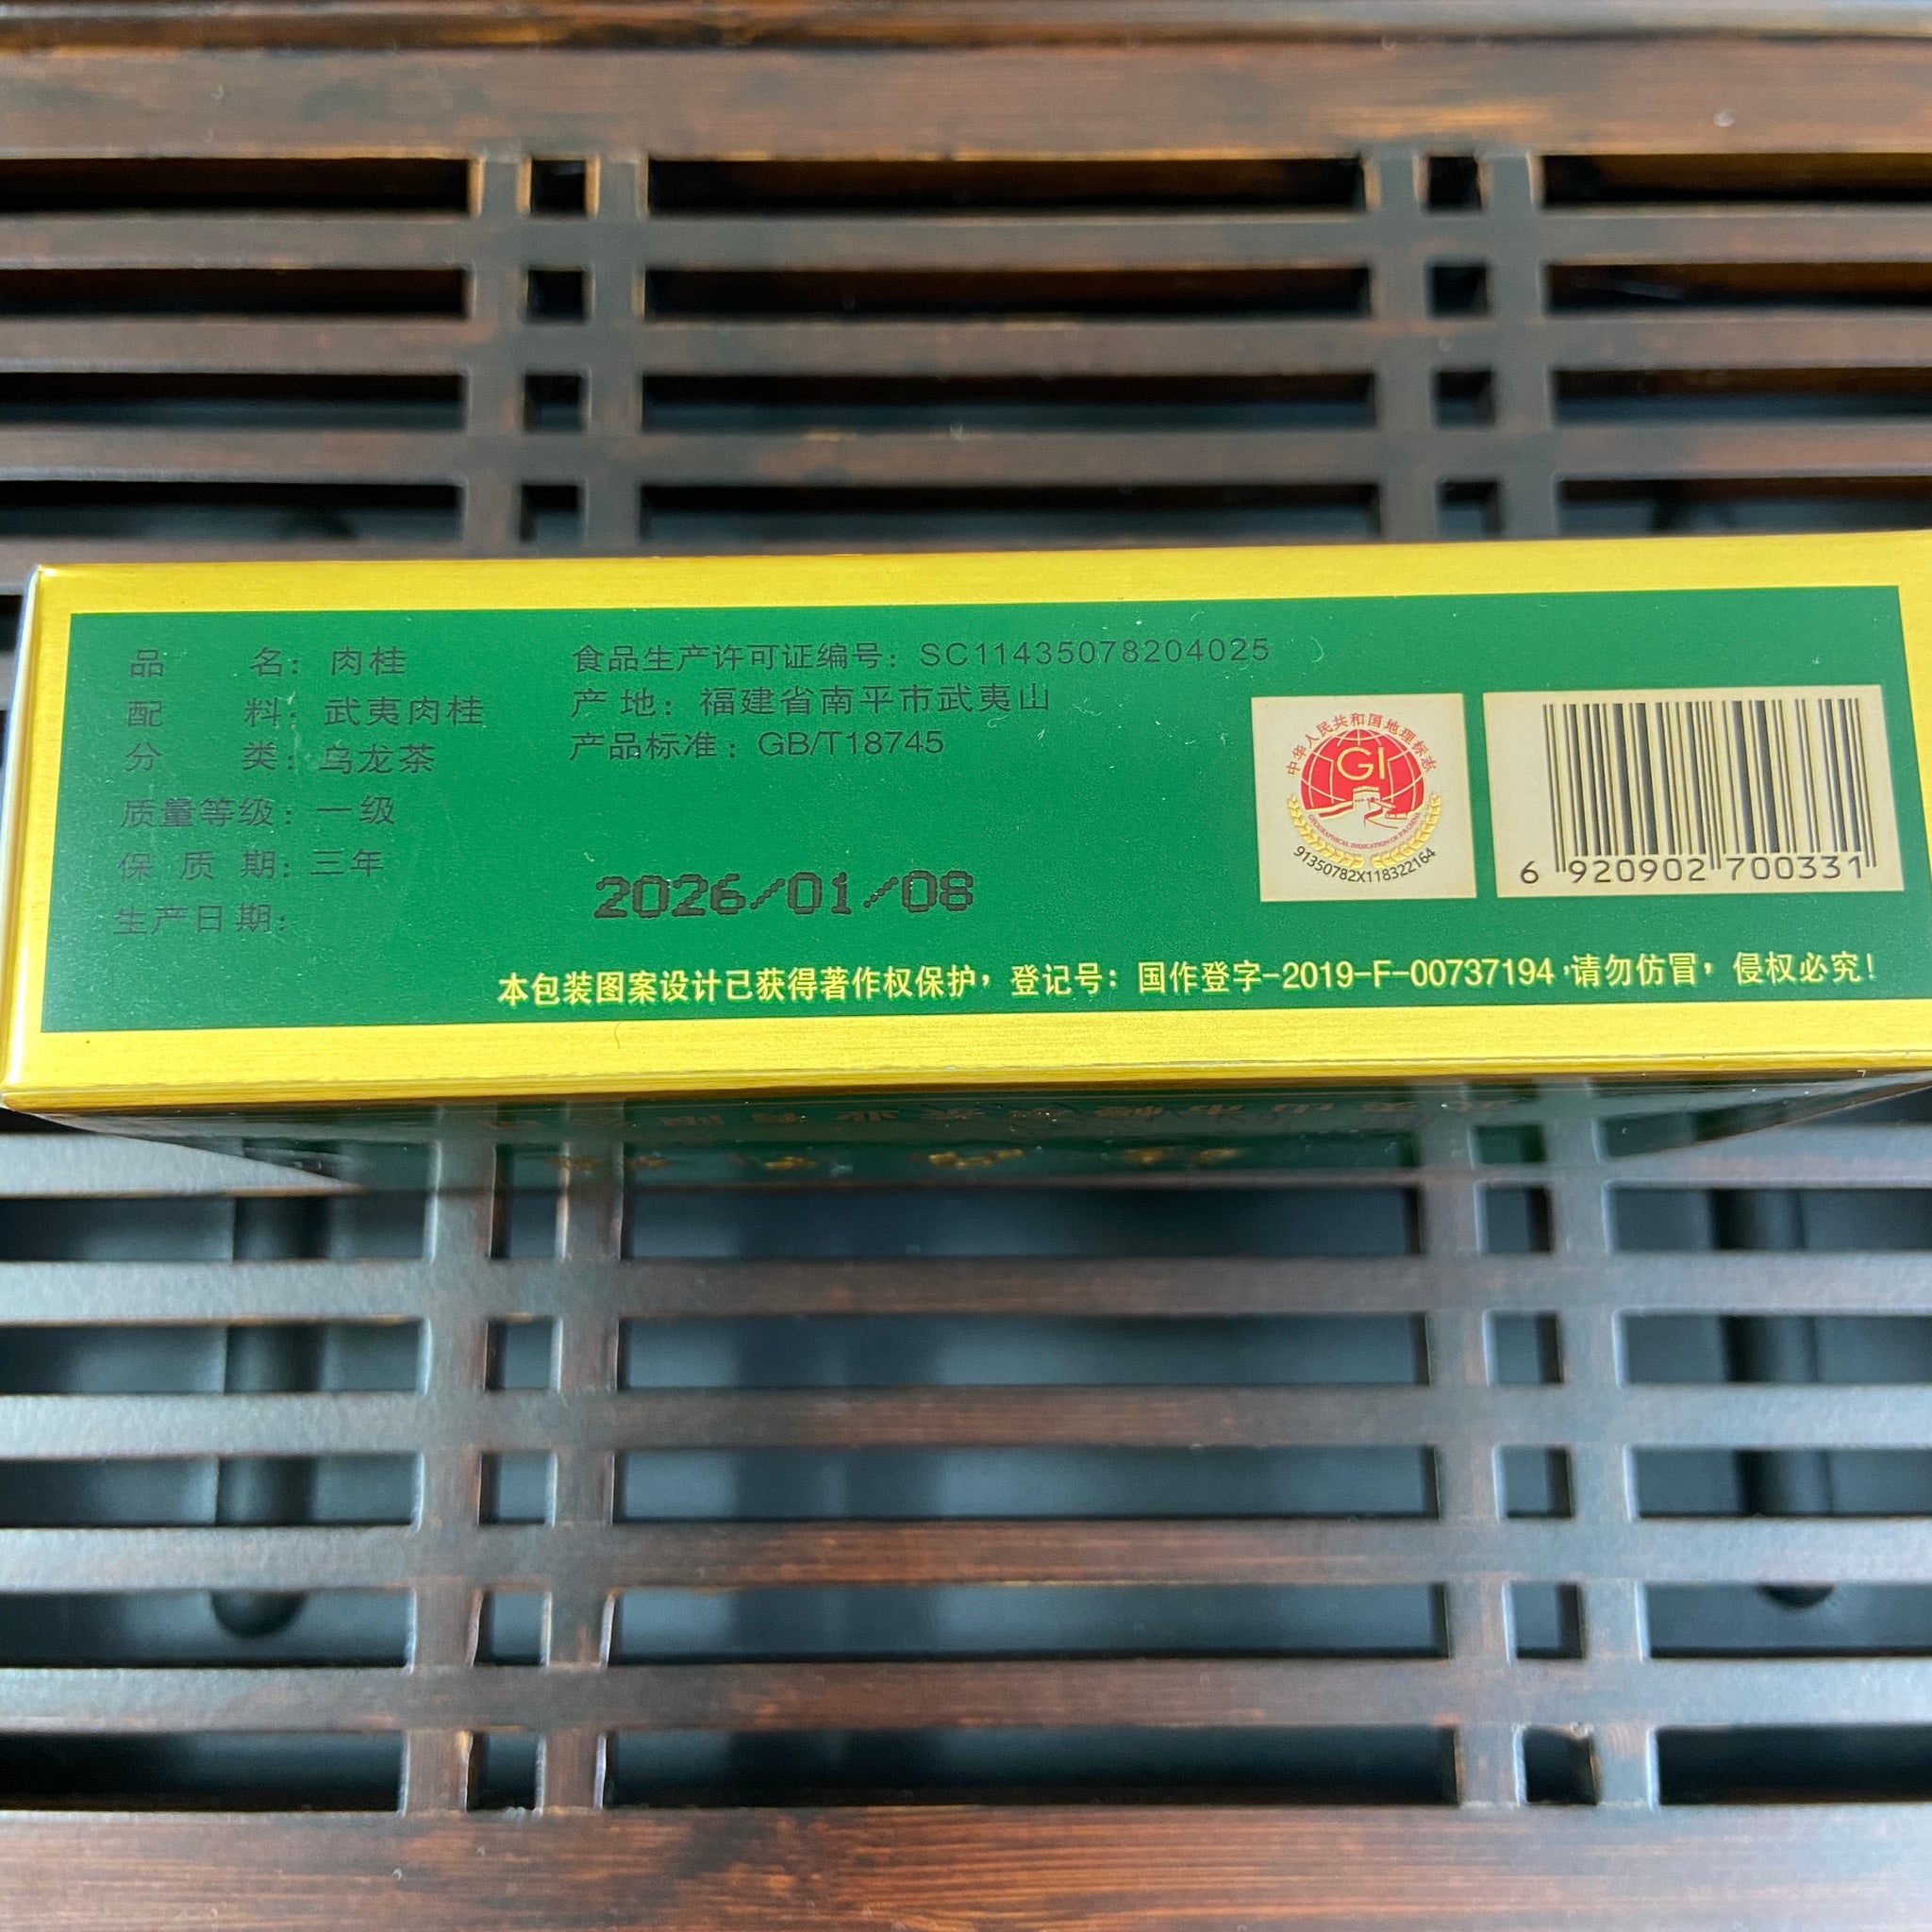 品 名：肉桂
配 料：武夷肉桂
分 类：乌龙茶
质量等级：一级
保 质 期：三年
生产日期：
2026/01/08
食品生产许可证编号：SC11435078204025
产 地：福建省南平市武夷山
产品标准：GB/T18745
中华人民共和国地理标志
GI
GEOGRAPHICAL INDICATION OF P.R.CHINA
91350782X118322164
6 920902 700331
本包装图案设计已获得著作权保护，登记号：国作登字-2019-F-00737194，请勿仿冒，侵权必究！